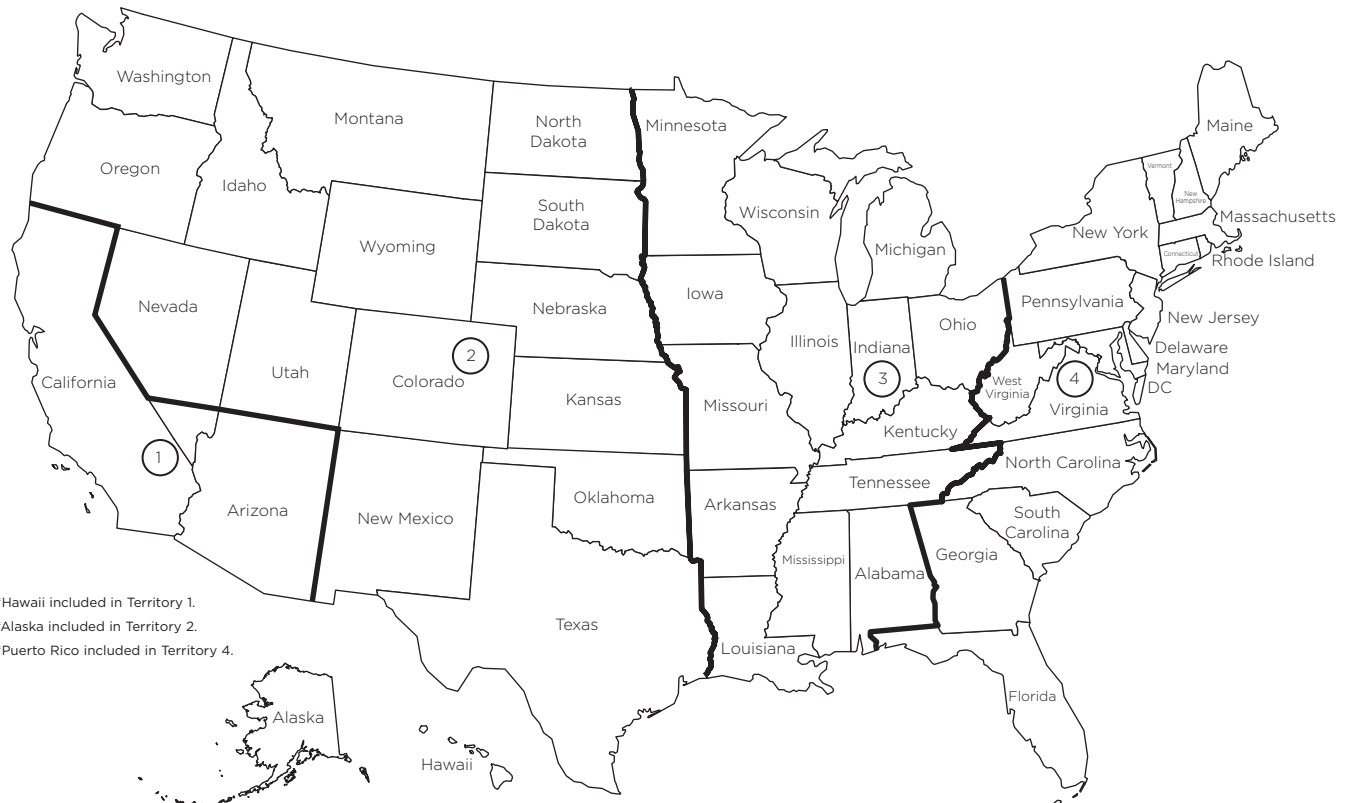 Washington
Montana
North
Dakota
Minnesota
Maine
Oregon
Idaho
South
Dakota
Wisconsin
Michigan
Vermont
New
Hampshire
Massachusetts
Wyoming
New York
Connecticut
Rhode Island
Nevada
Nebraska
Iowa
Pennsylvania
New Jersey
Illinois
Indiana
Ohio
Delaware
Maryland
DC
California
Utah
Colorado
2
3
West
Virginia
4
Virginia
Kansas
Missouri
Kentucky
1
North Carolina
Arizona
New Mexico
Oklahoma
Arkansas
Tennessee
South
Carolina
Mississippi
Alabama
Georgia
Hawaii included in Territory 1.
Alaska included in Territory 2.
Puerto Rico included in Territory 4.
Texas
Louisiana
Florida
Alaska
Hawaii